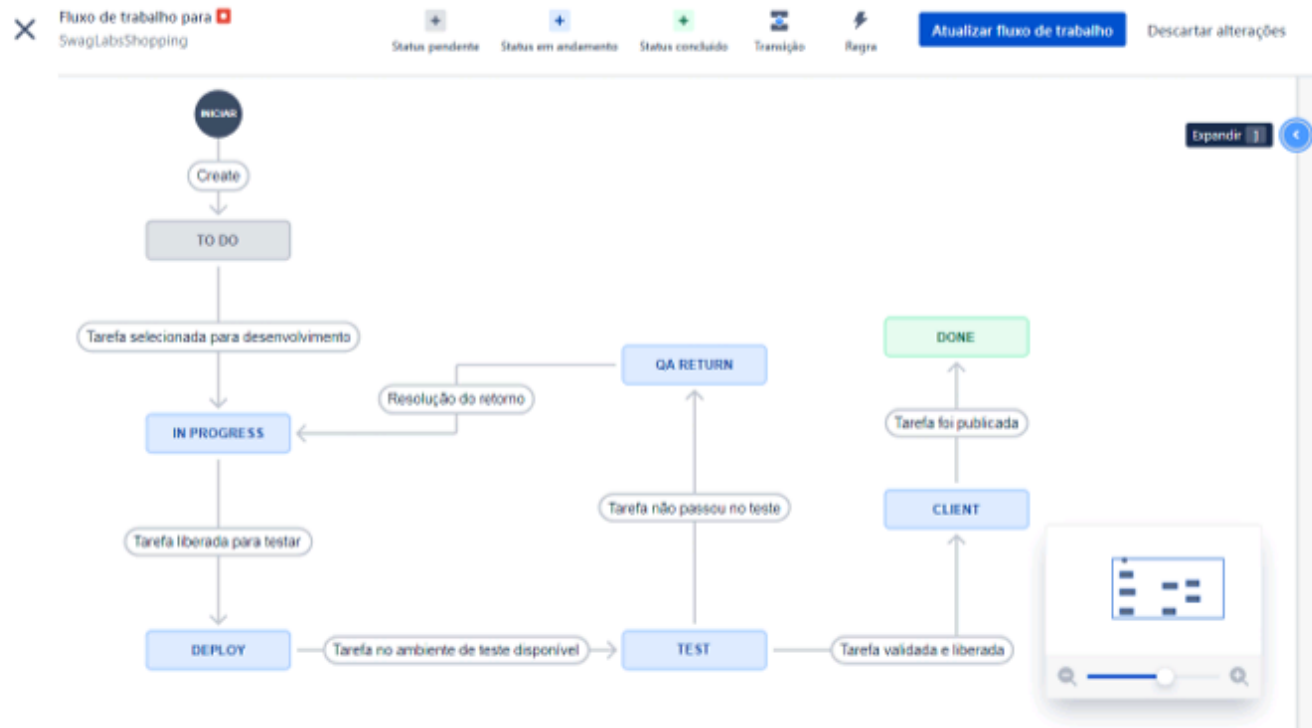 Fluxo de trabalho para
SwagLabsShopping
Status pendente
Status em andamento
Status concluído
Transição
Regra
Atualizar fluxo de trabalho
Descartar alterações
Expandir ]
INICIAR
Create
TO DO
Tarefa selecionada para desenvolvimento
IN PROGRESS
Tarefa liberada para testar
DEPLOY
Tarefa no ambiente de teste disponível
TEST
Tarefa não passou no teste
QA RETURN
Resolução do retorno
Tarefa validada e liberada
CLIENT
Tarefa foi publicada
DONE